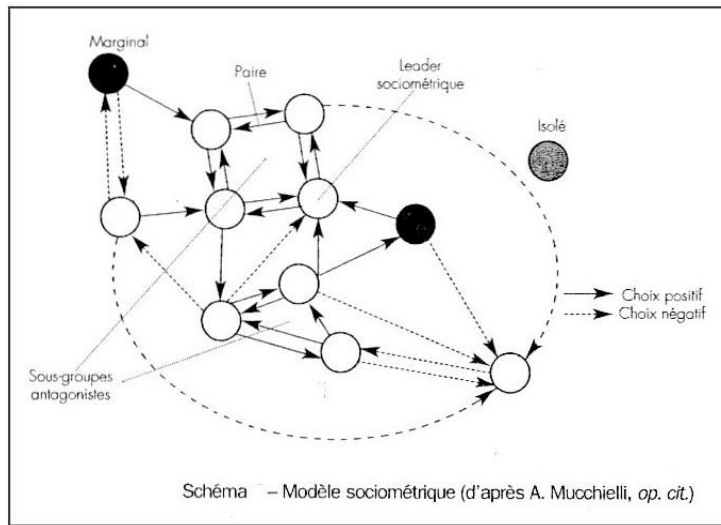 Marginal
Paire
Leader
sociométrique
Isolé
Choix positif
Choix négatif
Sous-groupes
antagonistes
Schéma – Modèle sociométrique (d'après A. Mucchielli, op. cit.)